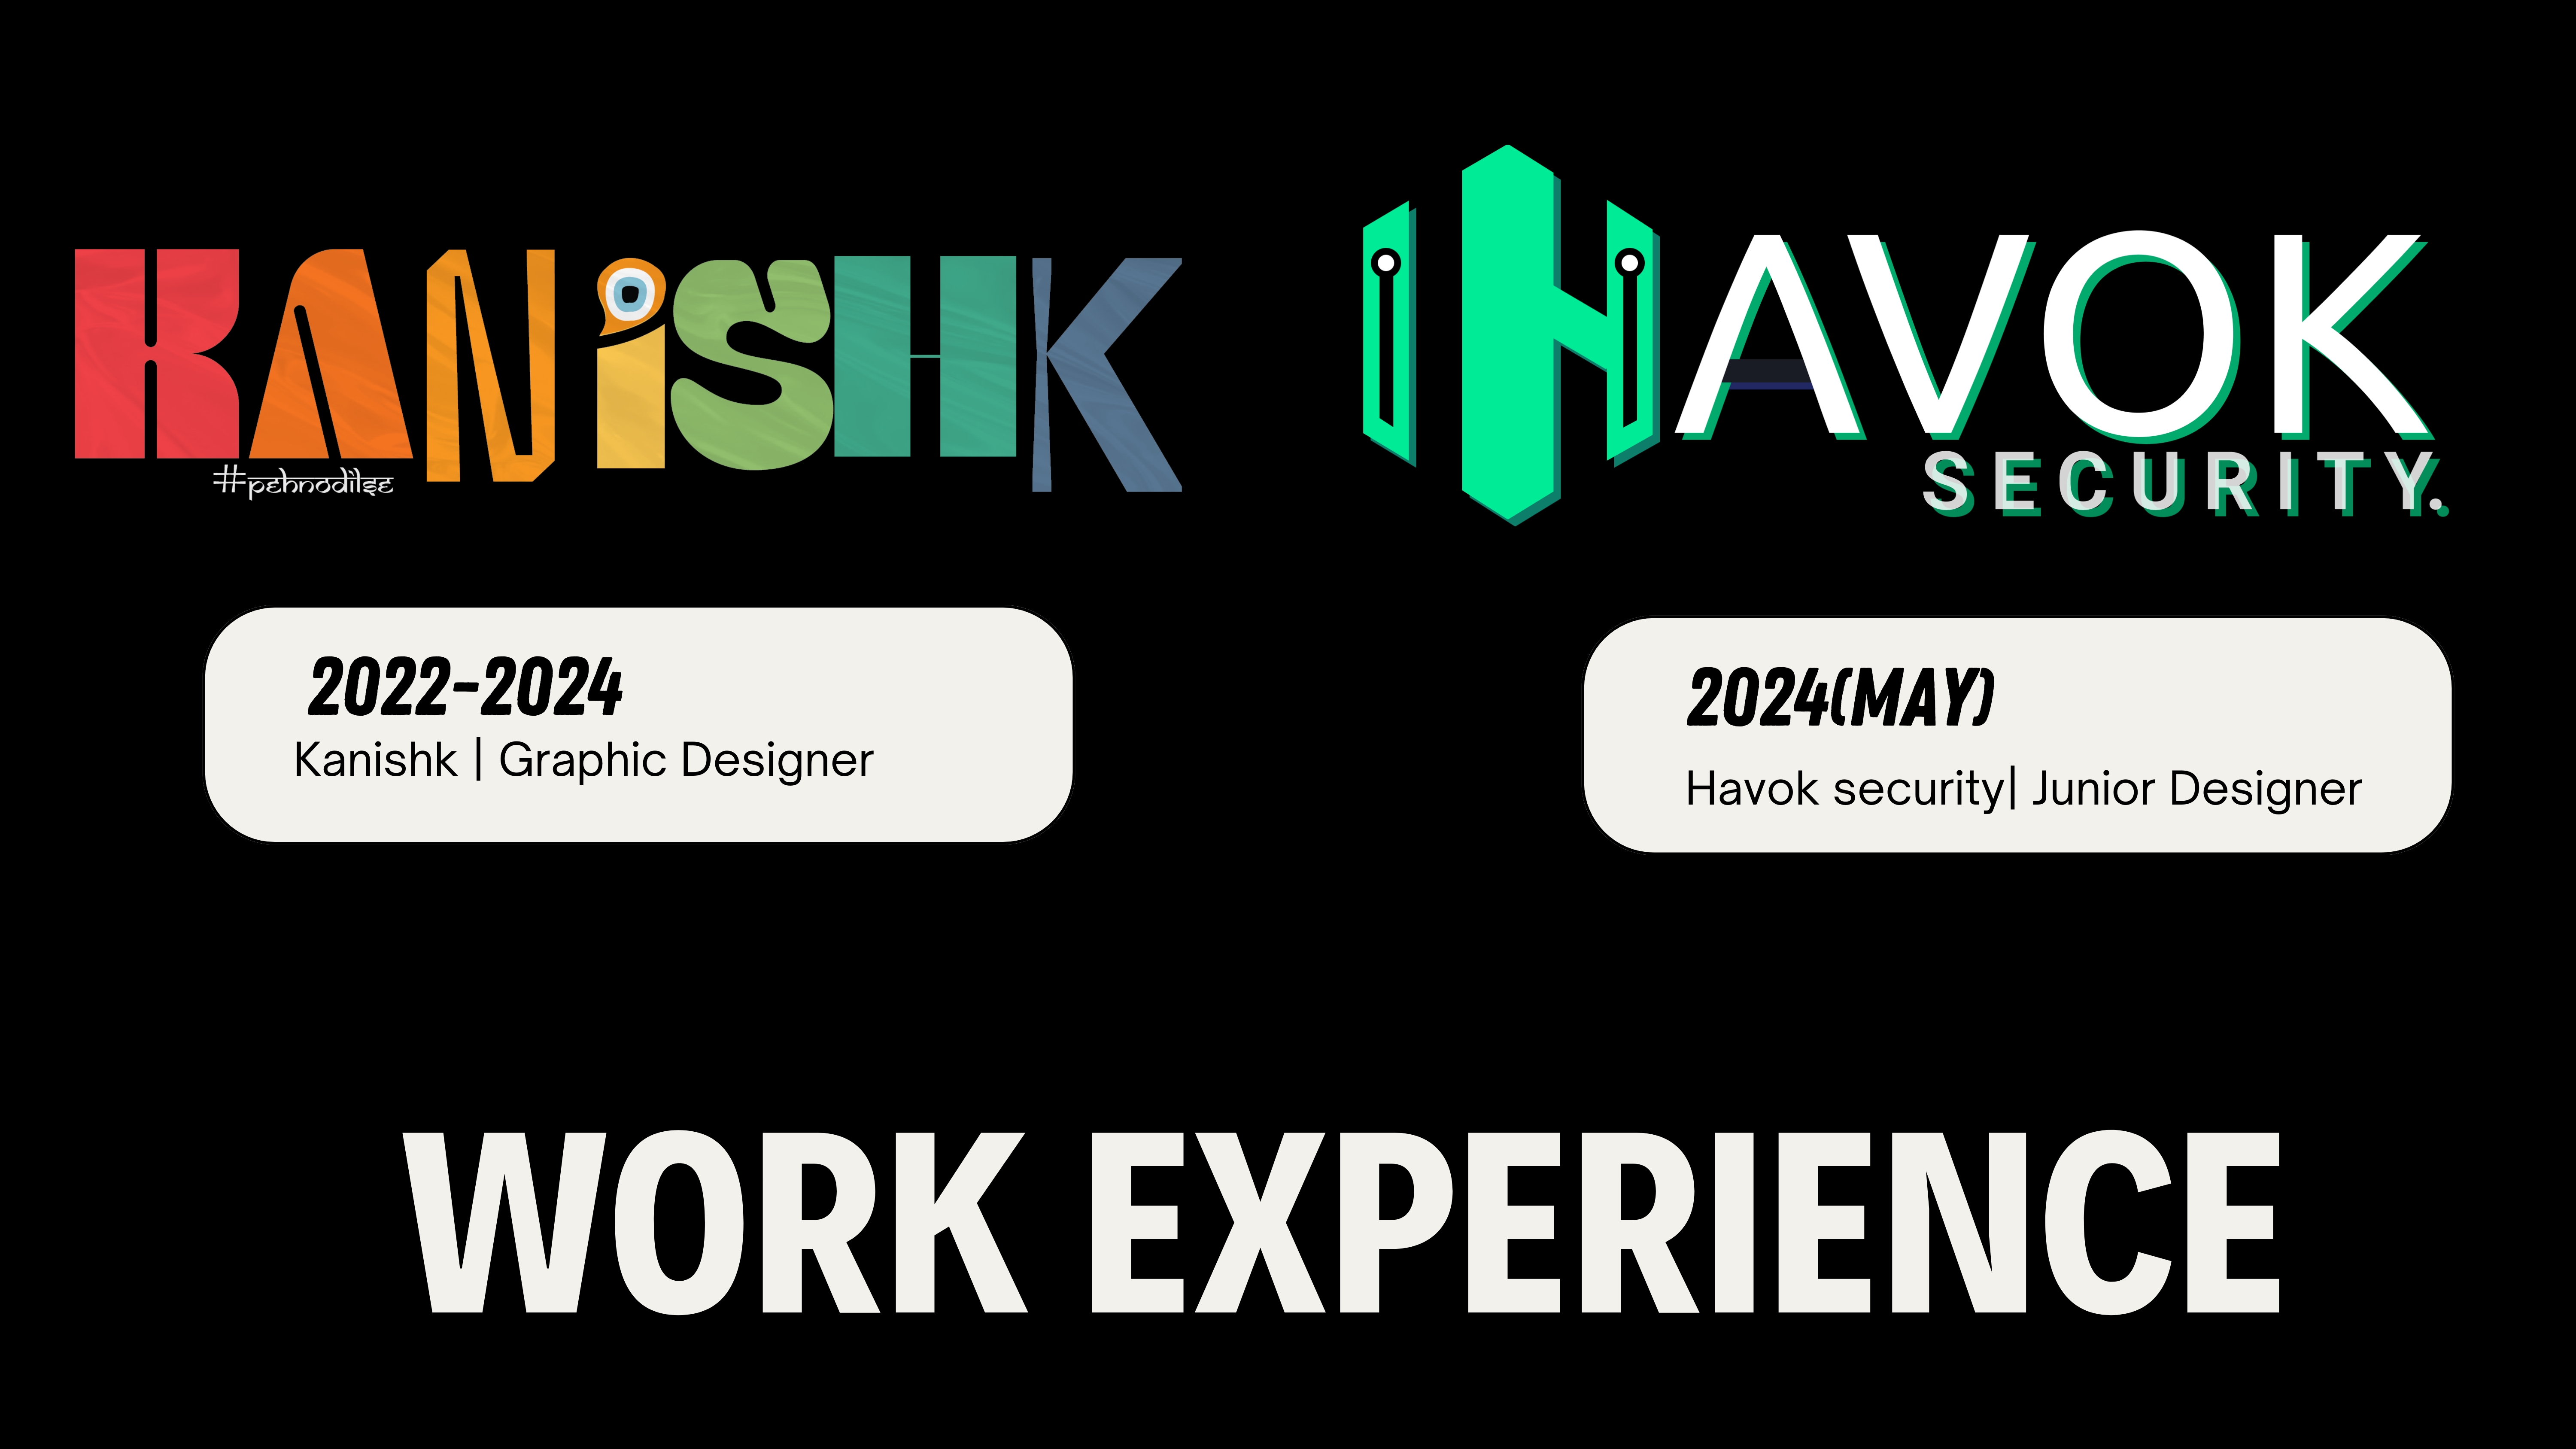 KANiSHK
#pehnodilse
HAVOK
SECURITY.
2022-2024
Kanishk | Graphic Designer
2024(MAY)
Havok security| Junior Designer
WORK EXPERIENCE